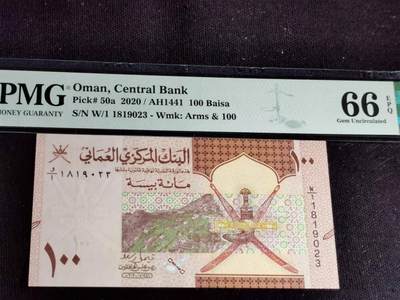 PMG
MONEY GUARANTY
Oman, Central Bank
Pick# 50a 2020 / AH1441 100 Baisa
S/N W/1 1819023 - Wmk: Arms & 100
66 EPQ
Gem Uncirculated
البنك المركزي العماني
١٠٠
١٨١٩٠٢٣
مائة بيسة
1819023
١٠٠